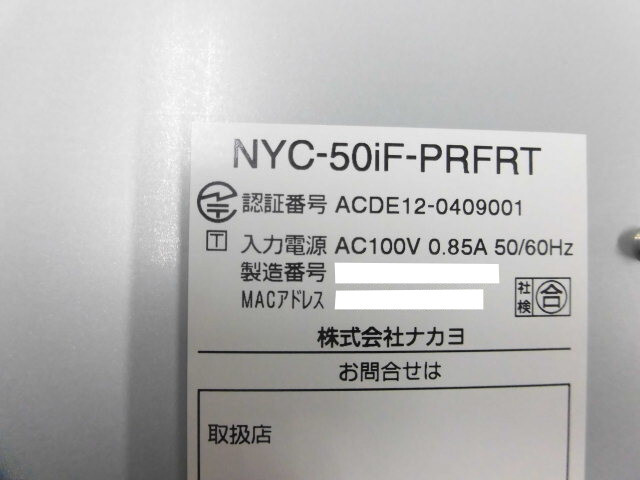 NYC-50iF-PRFRT
認証番号 ACDE12-0409001
T 入力電源 AC100V 0.85A 50/60Hz
製造番号
MACアドレス
社検 合
株式会社ナカヨ
お問合せは
取扱店